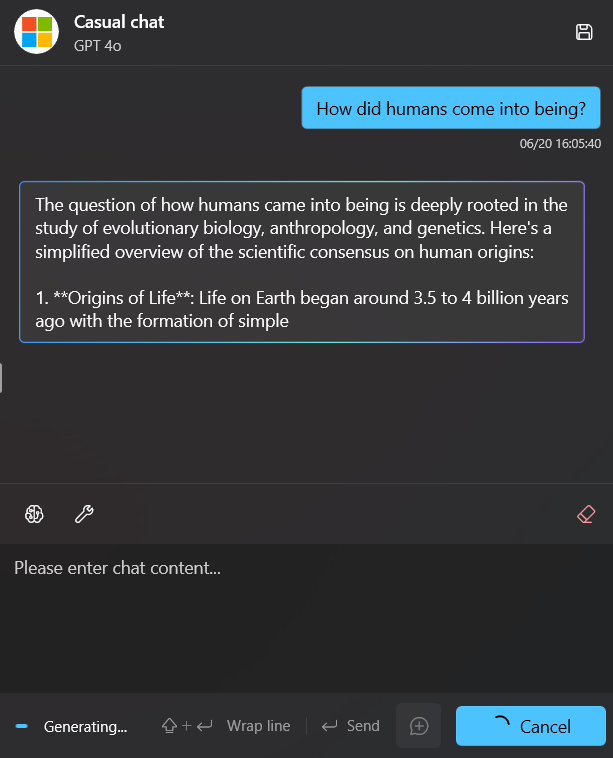 Casual chat
GPT 4o
How did humans come into being?
06/20 16:05:40
The question of how humans came into being is deeply rooted in the
study of evolutionary biology, anthropology, and genetics. Here's a
simplified overview of the scientific consensus on human origins:
1. **Origins of Life**: Life on Earth began around 3.5 to 4 billion years
ago with the formation of simple
Please enter chat content...
Generating... + Wrap line Send Cancel